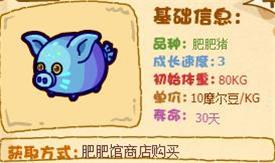 基础信息:
品种: 肥肥猪
成长速度: 3
初始体重: 80KG
单价: 10摩尔豆/KG
寿命: 30天
获取方式: 肥肥馆商店购买